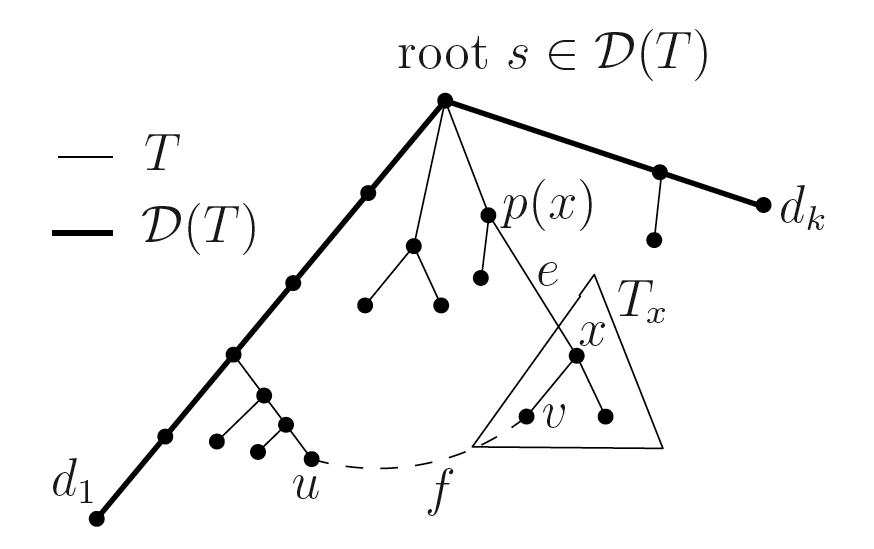 root s ∈ 𝒟(T)
T
𝒟(T)
p(x)
d_k
e
T_x
x
v
d_1
u
f